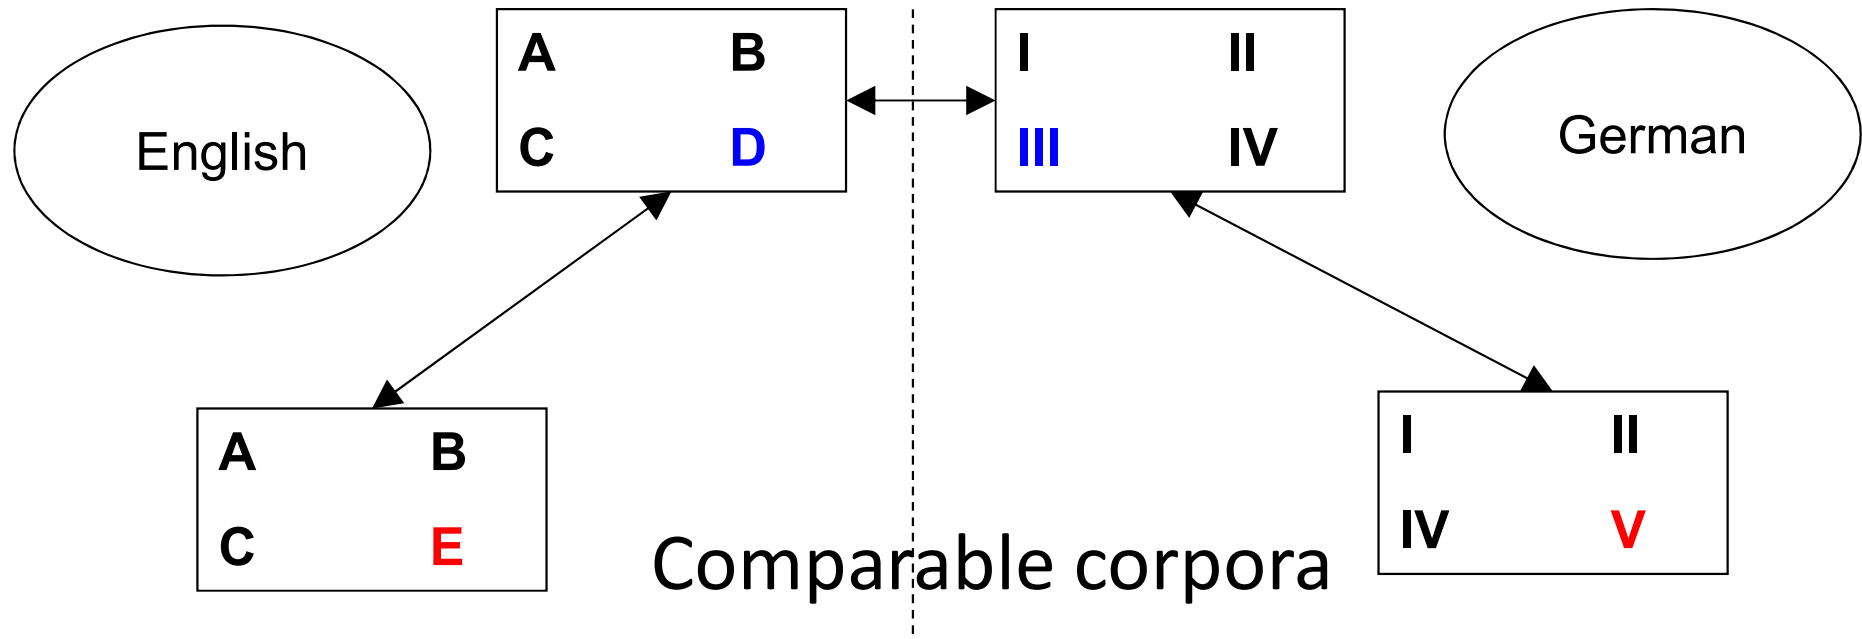 English
A B
C D
I II
III IV
German
A B
C E
I II
IV V
Comparable corpora